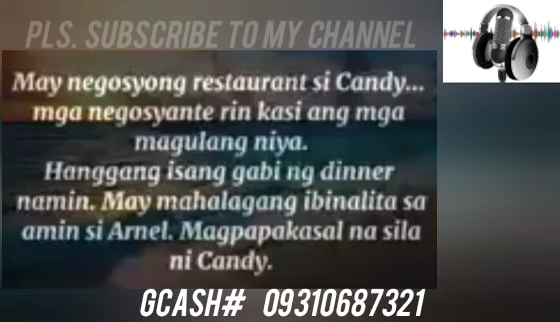 PLS. SUBSCRIBE TO MY CHANNEL
May negosyong restaurant si Candy...
mga negosyante rin kasi ang mga
magulang niya.
Hanggang isang gabi ng dinner
namin. May mahalagang ibinalita sa
amin si Arnel. Magpapakasal na sila
ni Candy.
GCASH# 09310687321